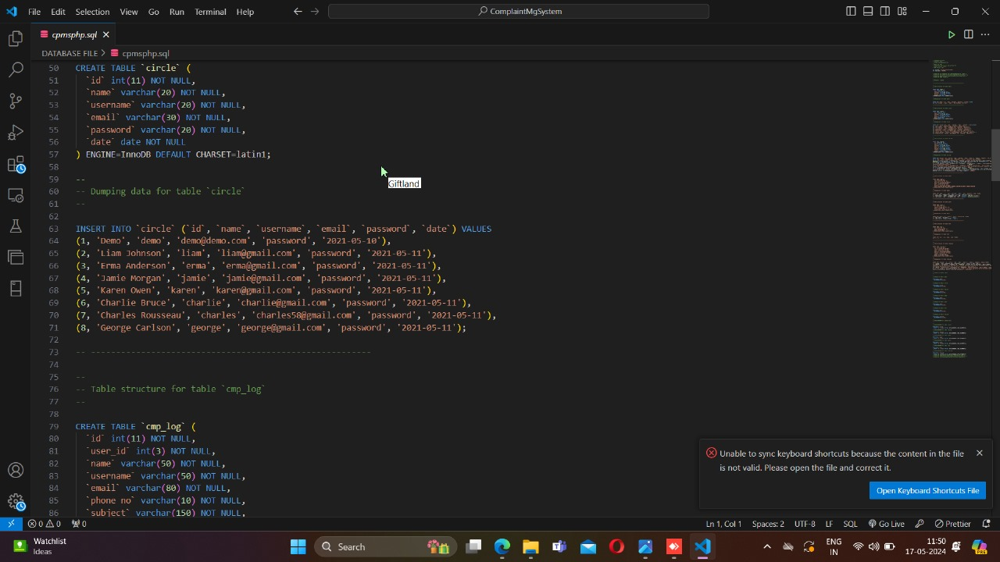 File Edit Selection View Go Run Terminal Help
ComplaintMgSystem
cpmsphp.sql
DATABASE FILE > cpmsphp.sql
50 CREATE TABLE `circle` (
51 `id` int(11) NOT NULL,
52 `name` varchar(20) NOT NULL,
53 `username` varchar(20) NOT NULL,
54 `email` varchar(30) NOT NULL,
55 `password` varchar(20) NOT NULL,
56 `date` date NOT NULL
57 ) ENGINE=InnoDB DEFAULT CHARSET=latin1;
58
Giftland
59 --
60 -- Dumping data for table `circle`
61 --
62
63 INSERT INTO `circle` (`id`, `name`, `username`, `email`, `password`, `date`) VALUES
64 (1, 'Demo', 'demo', 'demo@demo.com', 'password', '2021-05-10'),
65 (2, 'Liam Johnson', 'liam', 'liam@gmail.com', 'password', '2021-05-11'),
66 (3, 'Erma Anderson', 'erma', 'erma@gmail.com', 'password', '2021-05-11'),
67 (4, 'Jamie Morgan', 'jamie', 'jamie@gmail.com', 'password', '2021-05-11'),
68 (5, 'Karen Owen', 'karen', 'karen@gmail.com', 'password', '2021-05-11'),
69 (6, 'Charlie Bruce', 'charlie', 'charlie@gmail.com', 'password', '2021-05-11'),
70 (7, 'Charles Rousseau', 'charles', 'charles58@gmail.com', 'password', '2021-05-11'),
71 (8, 'George Carlson', 'george', 'george@gmail.com', 'password', '2021-05-11');
72
73 -- --------------------------------------------------------
74
75 --
76 -- Table structure for table `cmp_log`
77 --
78
79 CREATE TABLE `cmp_log` (
80 `id` int(11) NOT NULL,
81 `user_id` int(3) NOT NULL,
82 `name` varchar(50) NOT NULL,
83 `username` varchar(50) NOT NULL,
84 `email` varchar(80) NOT NULL,
85 `phone_no` varchar(10) NOT NULL,
86 `subject` varchar(150) NOT NULL,
Unable to sync keyboard shortcuts because the content in the file
is not valid. Please open the file and correct it.
Open Keyboard Shortcuts File
0 0 0 Ln 1, Col 1 Spaces: 2 UTF-8 LF SQL Go Live Prettier
Watchlist
Ideas
Search
ENG
IN
11:50
17-05-2024
PRE